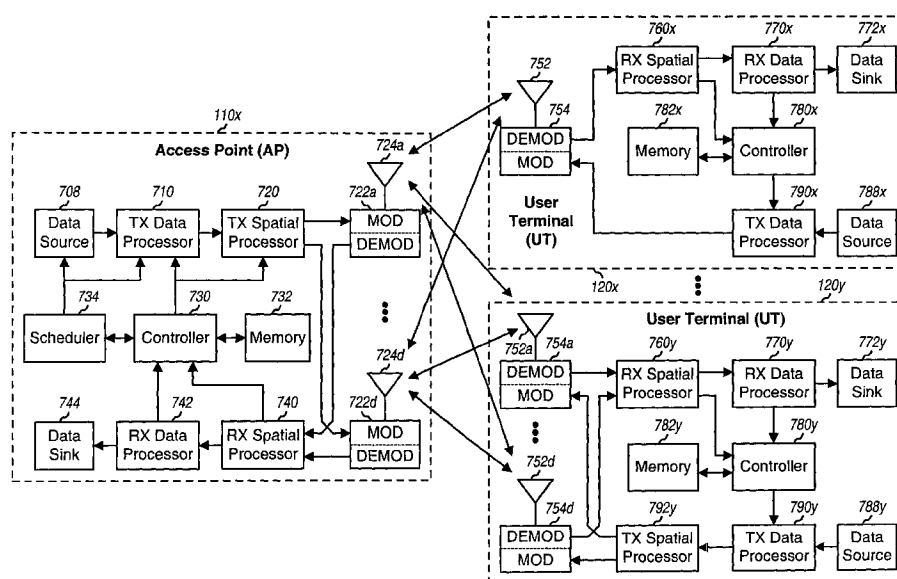 110x
Access Point (AP)
724a
708
710
720
722a
Data
Source
TX Data
Processor
TX Spatial
Processor
MOD
DEMOD
734
730
732
Scheduler
Controller
Memory
724d
744
742
740
722d
Data
Sink
RX Data
Processor
RX Spatial
Processor
MOD
DEMOD
760x
770x
772x
752
RX Spatial
Processor
RX Data
Processor
Data
Sink
754
782x
780x
DEMOD
MOD
Memory
Controller
User
Terminal
(UT)
790x
788x
TX Data
Processor
Data
Source
120x
120y
User Terminal (UT)
752a
754a
760y
770y
772y
DEMOD
MOD
RX Spatial
Processor
RX Data
Processor
Data
Sink
782y
780y
Memory
Controller
752d
754d
792y
790y
788y
DEMOD
MOD
TX Spatial
Processor
TX Data
Processor
Data
Source